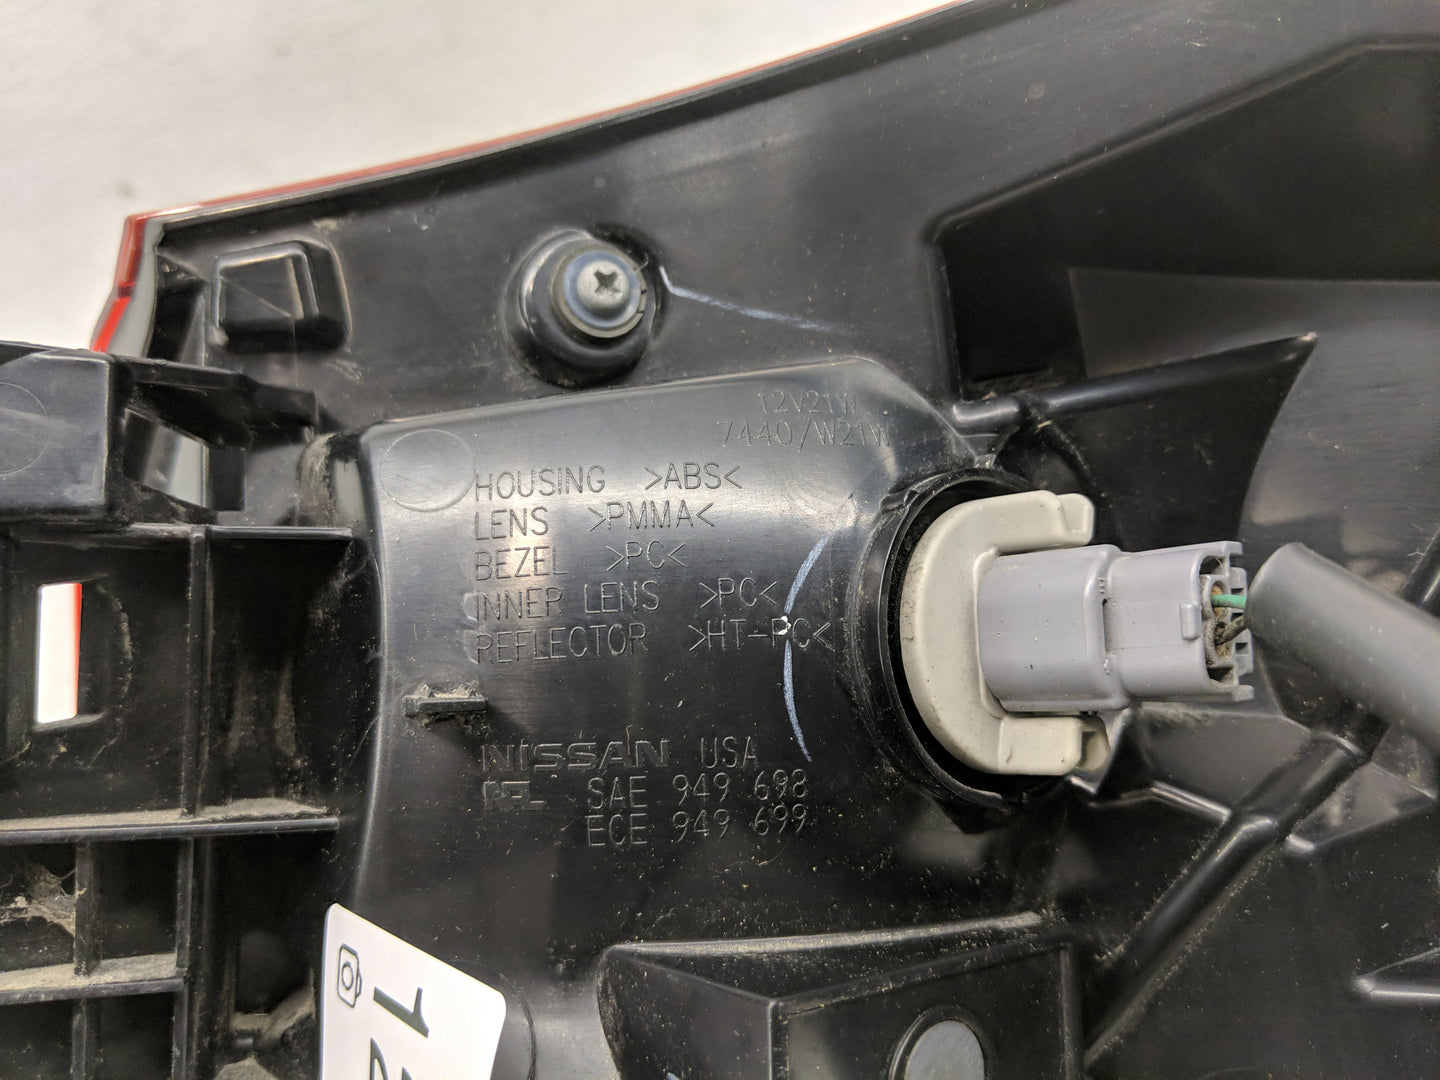 12V21W
7440/W21W
HOUSING >ABS<
LENS >PMMA<
BEZEL >PC<
INNER LENS >PC<
REFLECTOR >HT-PC<
NISSAN USA
SAE 949 698
ECE 949 699